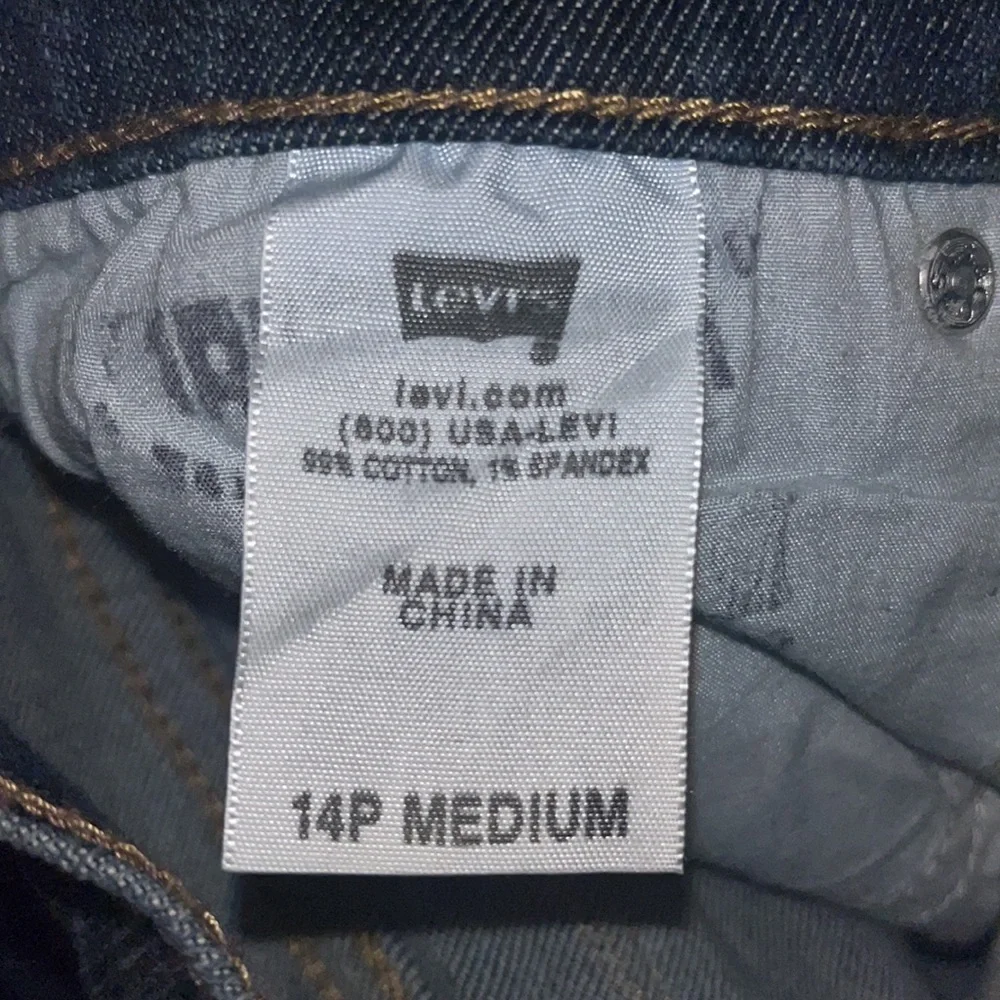 Levi's
levi.com
(800) USA-LEVI
99% COTTON, 1% SPANDEX
MADE IN
CHINA
14P MEDIUM